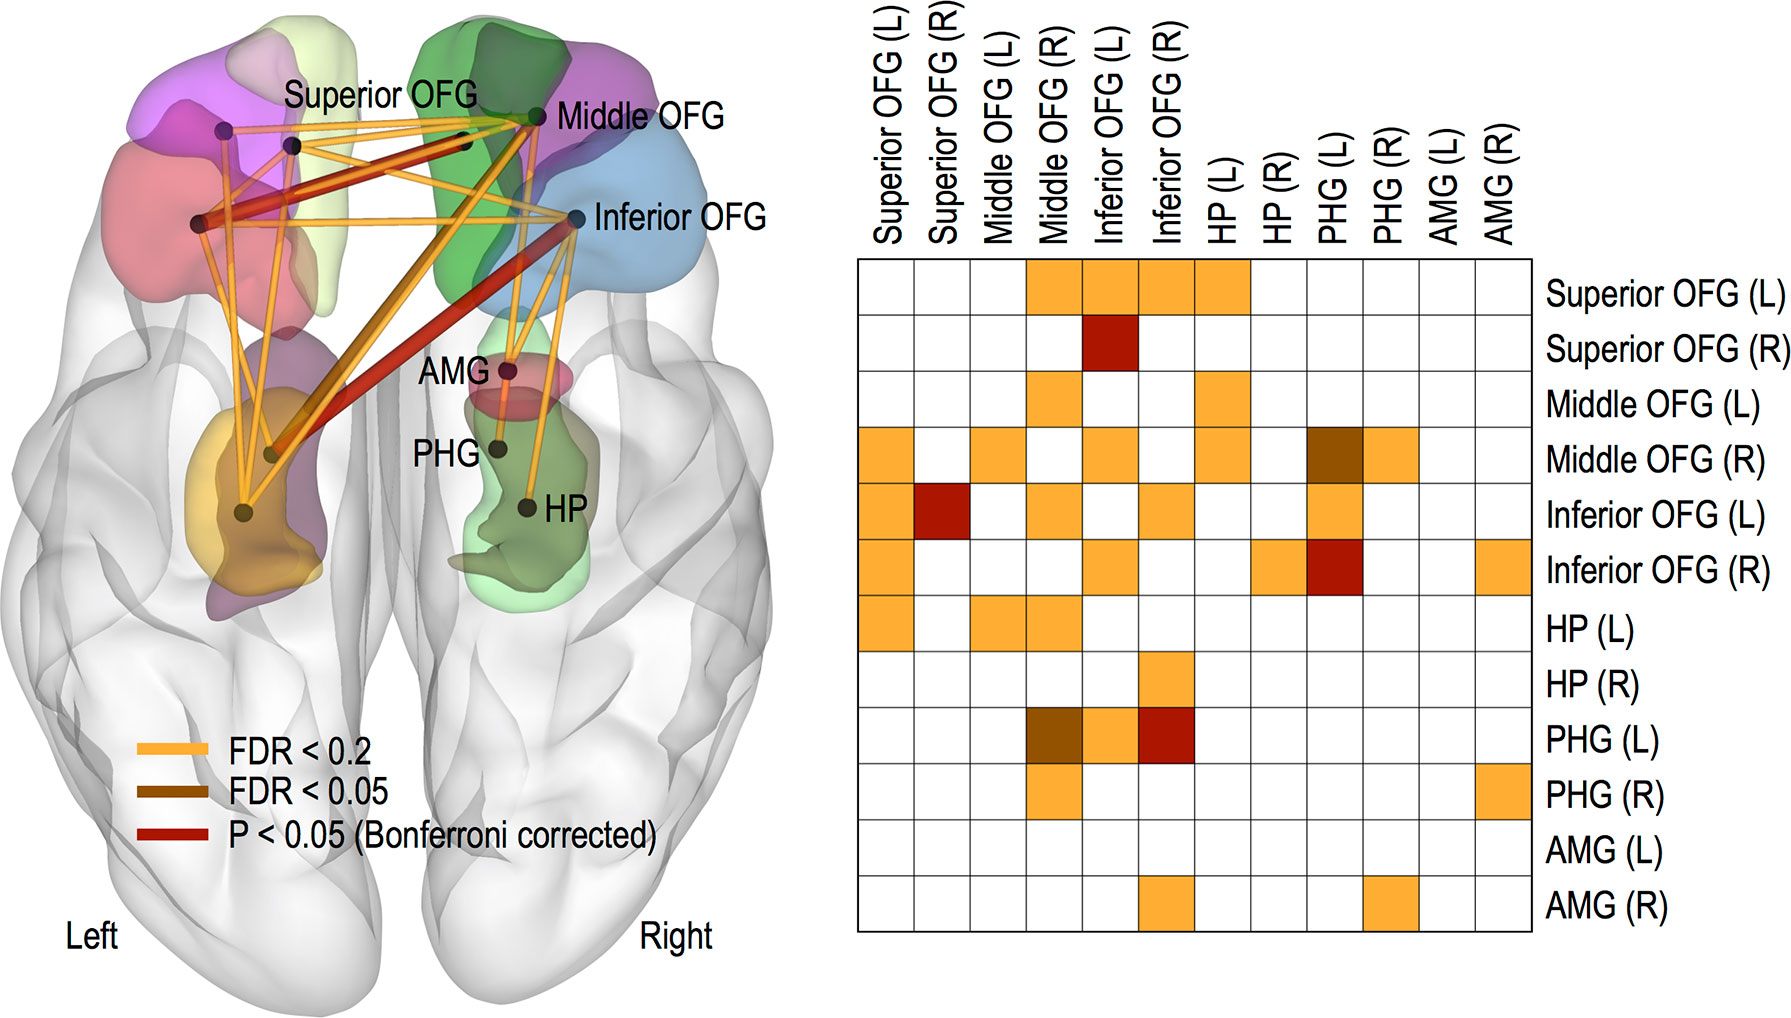 Superior OFG
Middle OFG
Inferior OFG
AMG
PHG
HP
FDR < 0.2
FDR < 0.05
P < 0.05 (Bonferroni corrected)
Left
Right
Superior OFG (L)
Superior OFG (R)
Middle OFG (L)
Middle OFG (R)
Inferior OFG (L)
Inferior OFG (R)
HP (L)
HP (R)
PHG (L)
PHG (R)
AMG (L)
AMG (R)
Superior OFG (L)
Superior OFG (R)
Middle OFG (L)
Middle OFG (R)
Inferior OFG (L)
Inferior OFG (R)
HP (L)
HP (R)
PHG (L)
PHG (R)
AMG (L)
AMG (R)